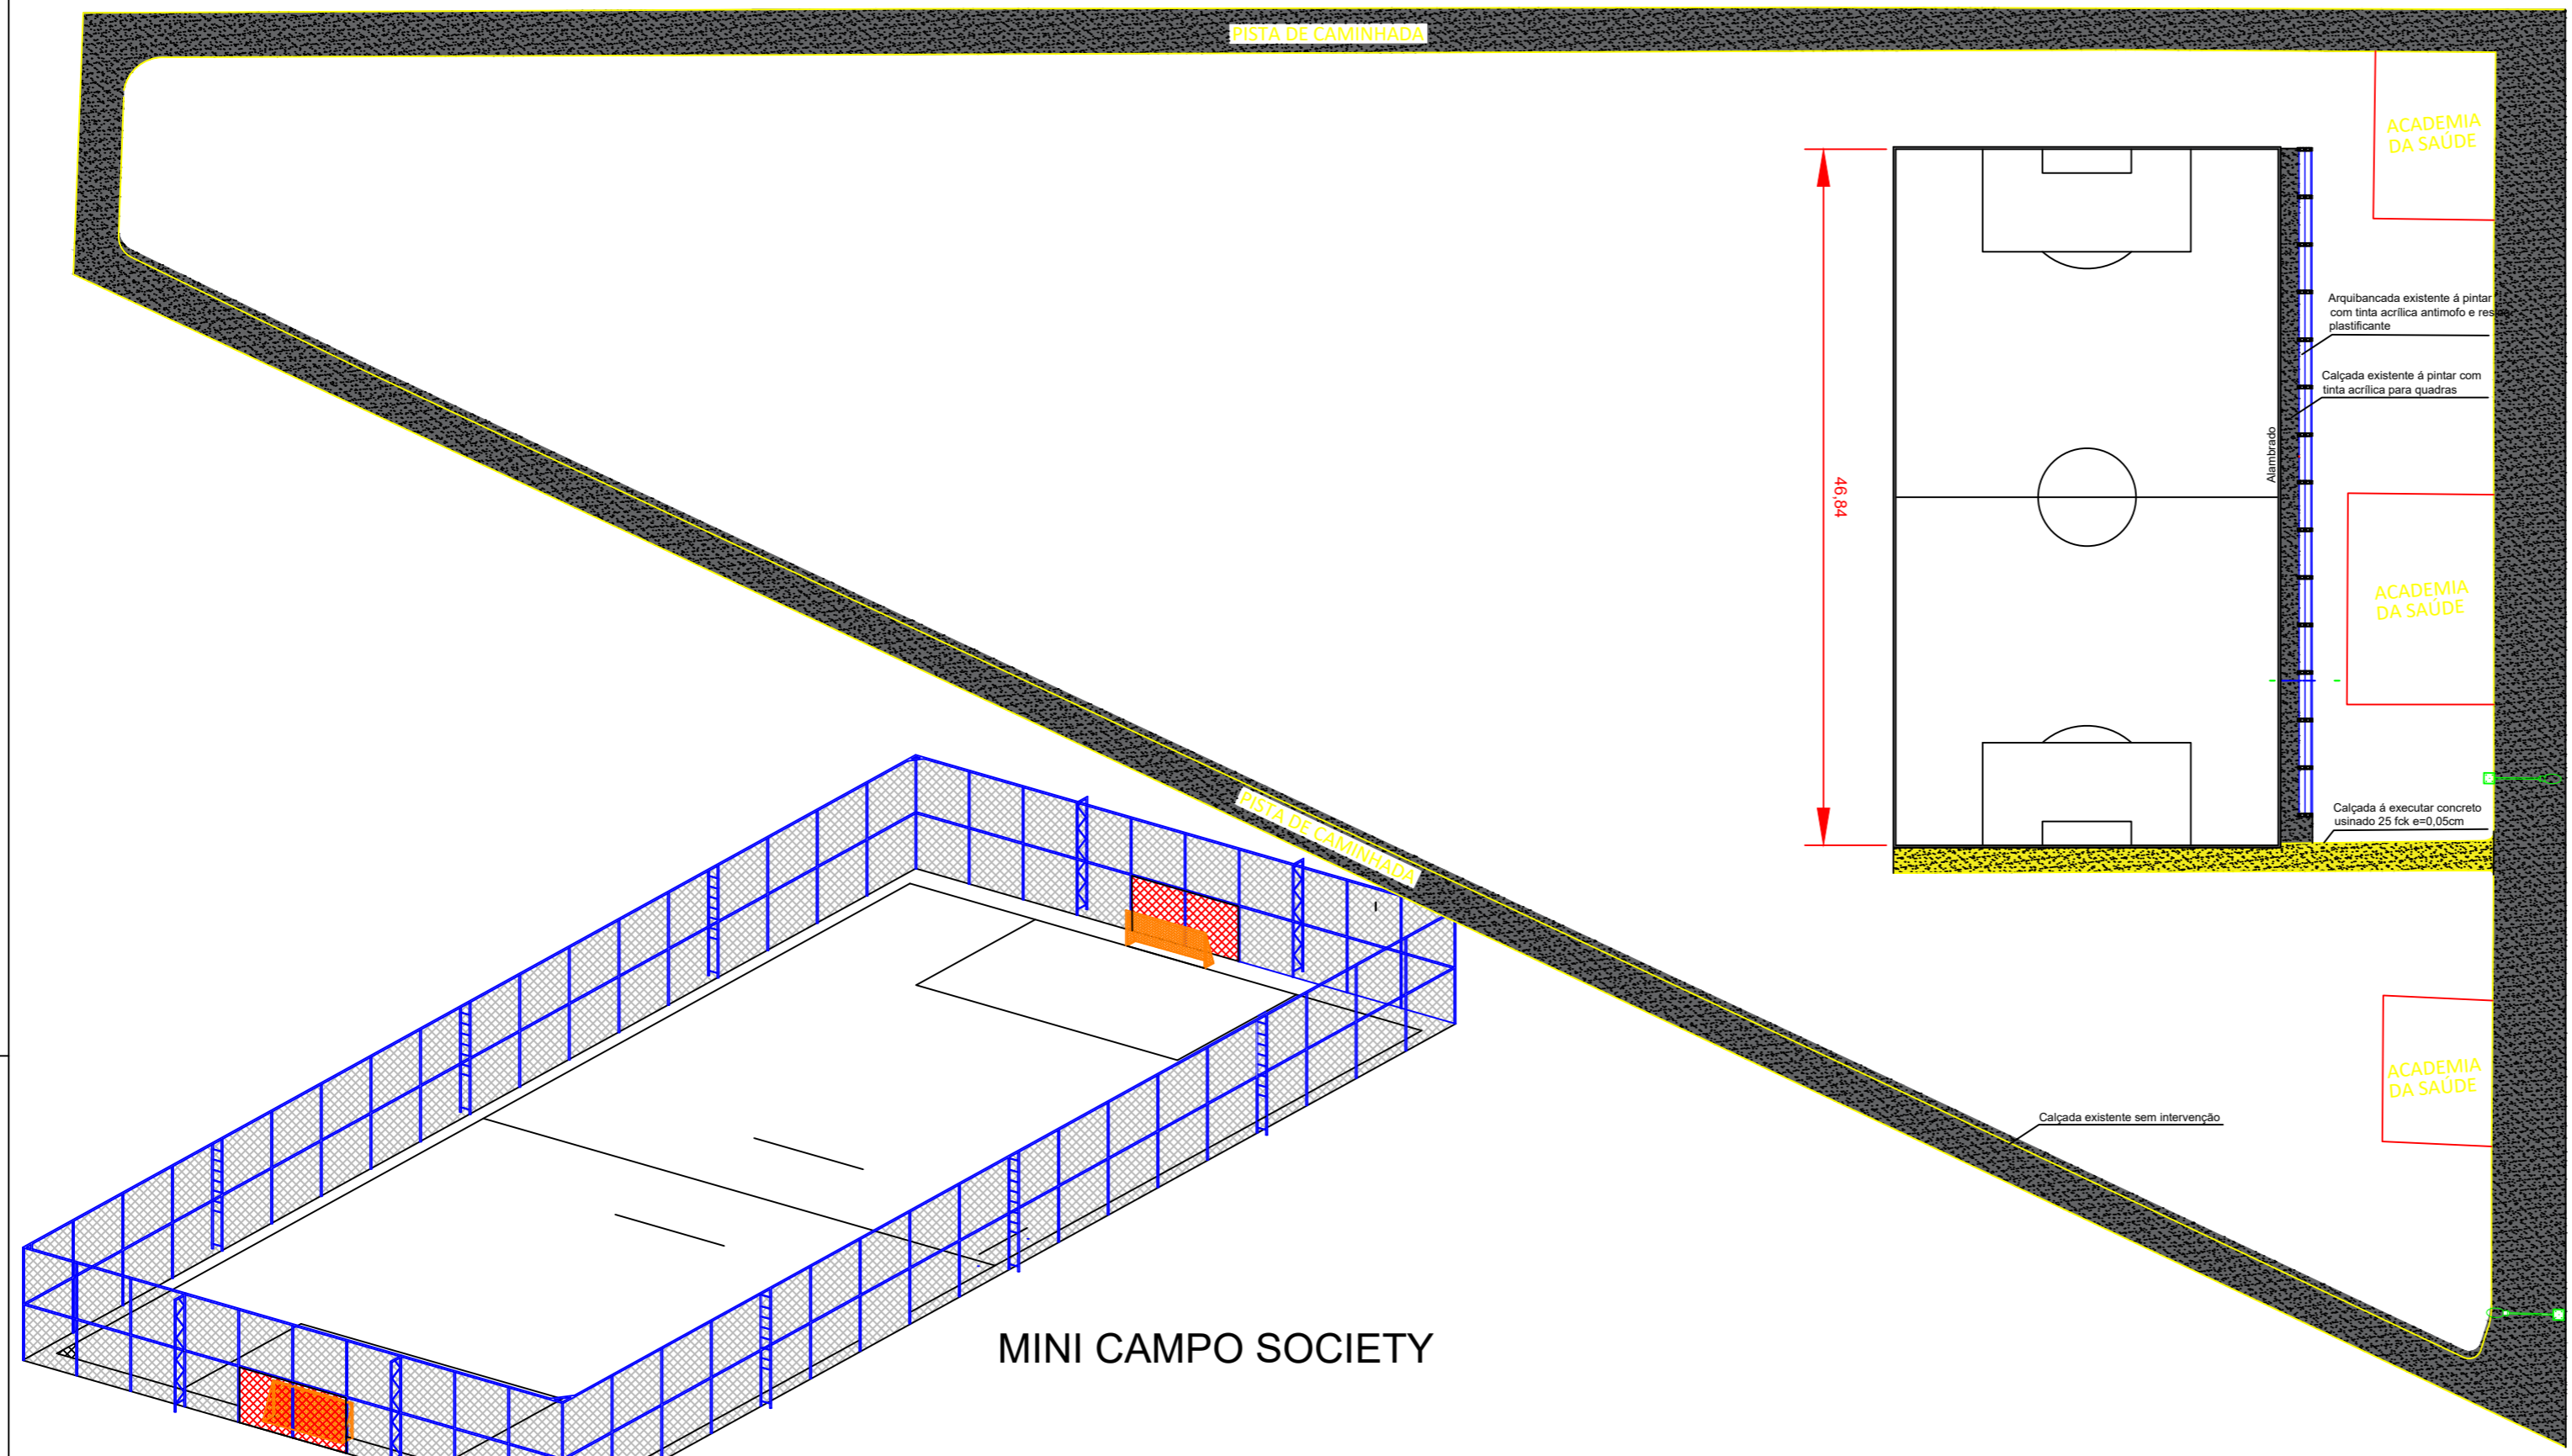 PISTA DE CAMINHADA
ACADEMIA
DA SAÚDE
Arquibancada existente á pintar
com tinta acrílica antimofo e
plastificante
Calçada existente á pintar com
tinta acrílica para quadras
Alambrado
46,84
ACADEMIA
DA SAÚDE
Calçada á executar concreto
usinado 25 fck e=0,05cm
PISTA DE CAMINHADA
ACADEMIA
DA SAÚDE
Calçada existente sem intervenção
MINI CAMPO SOCIETY